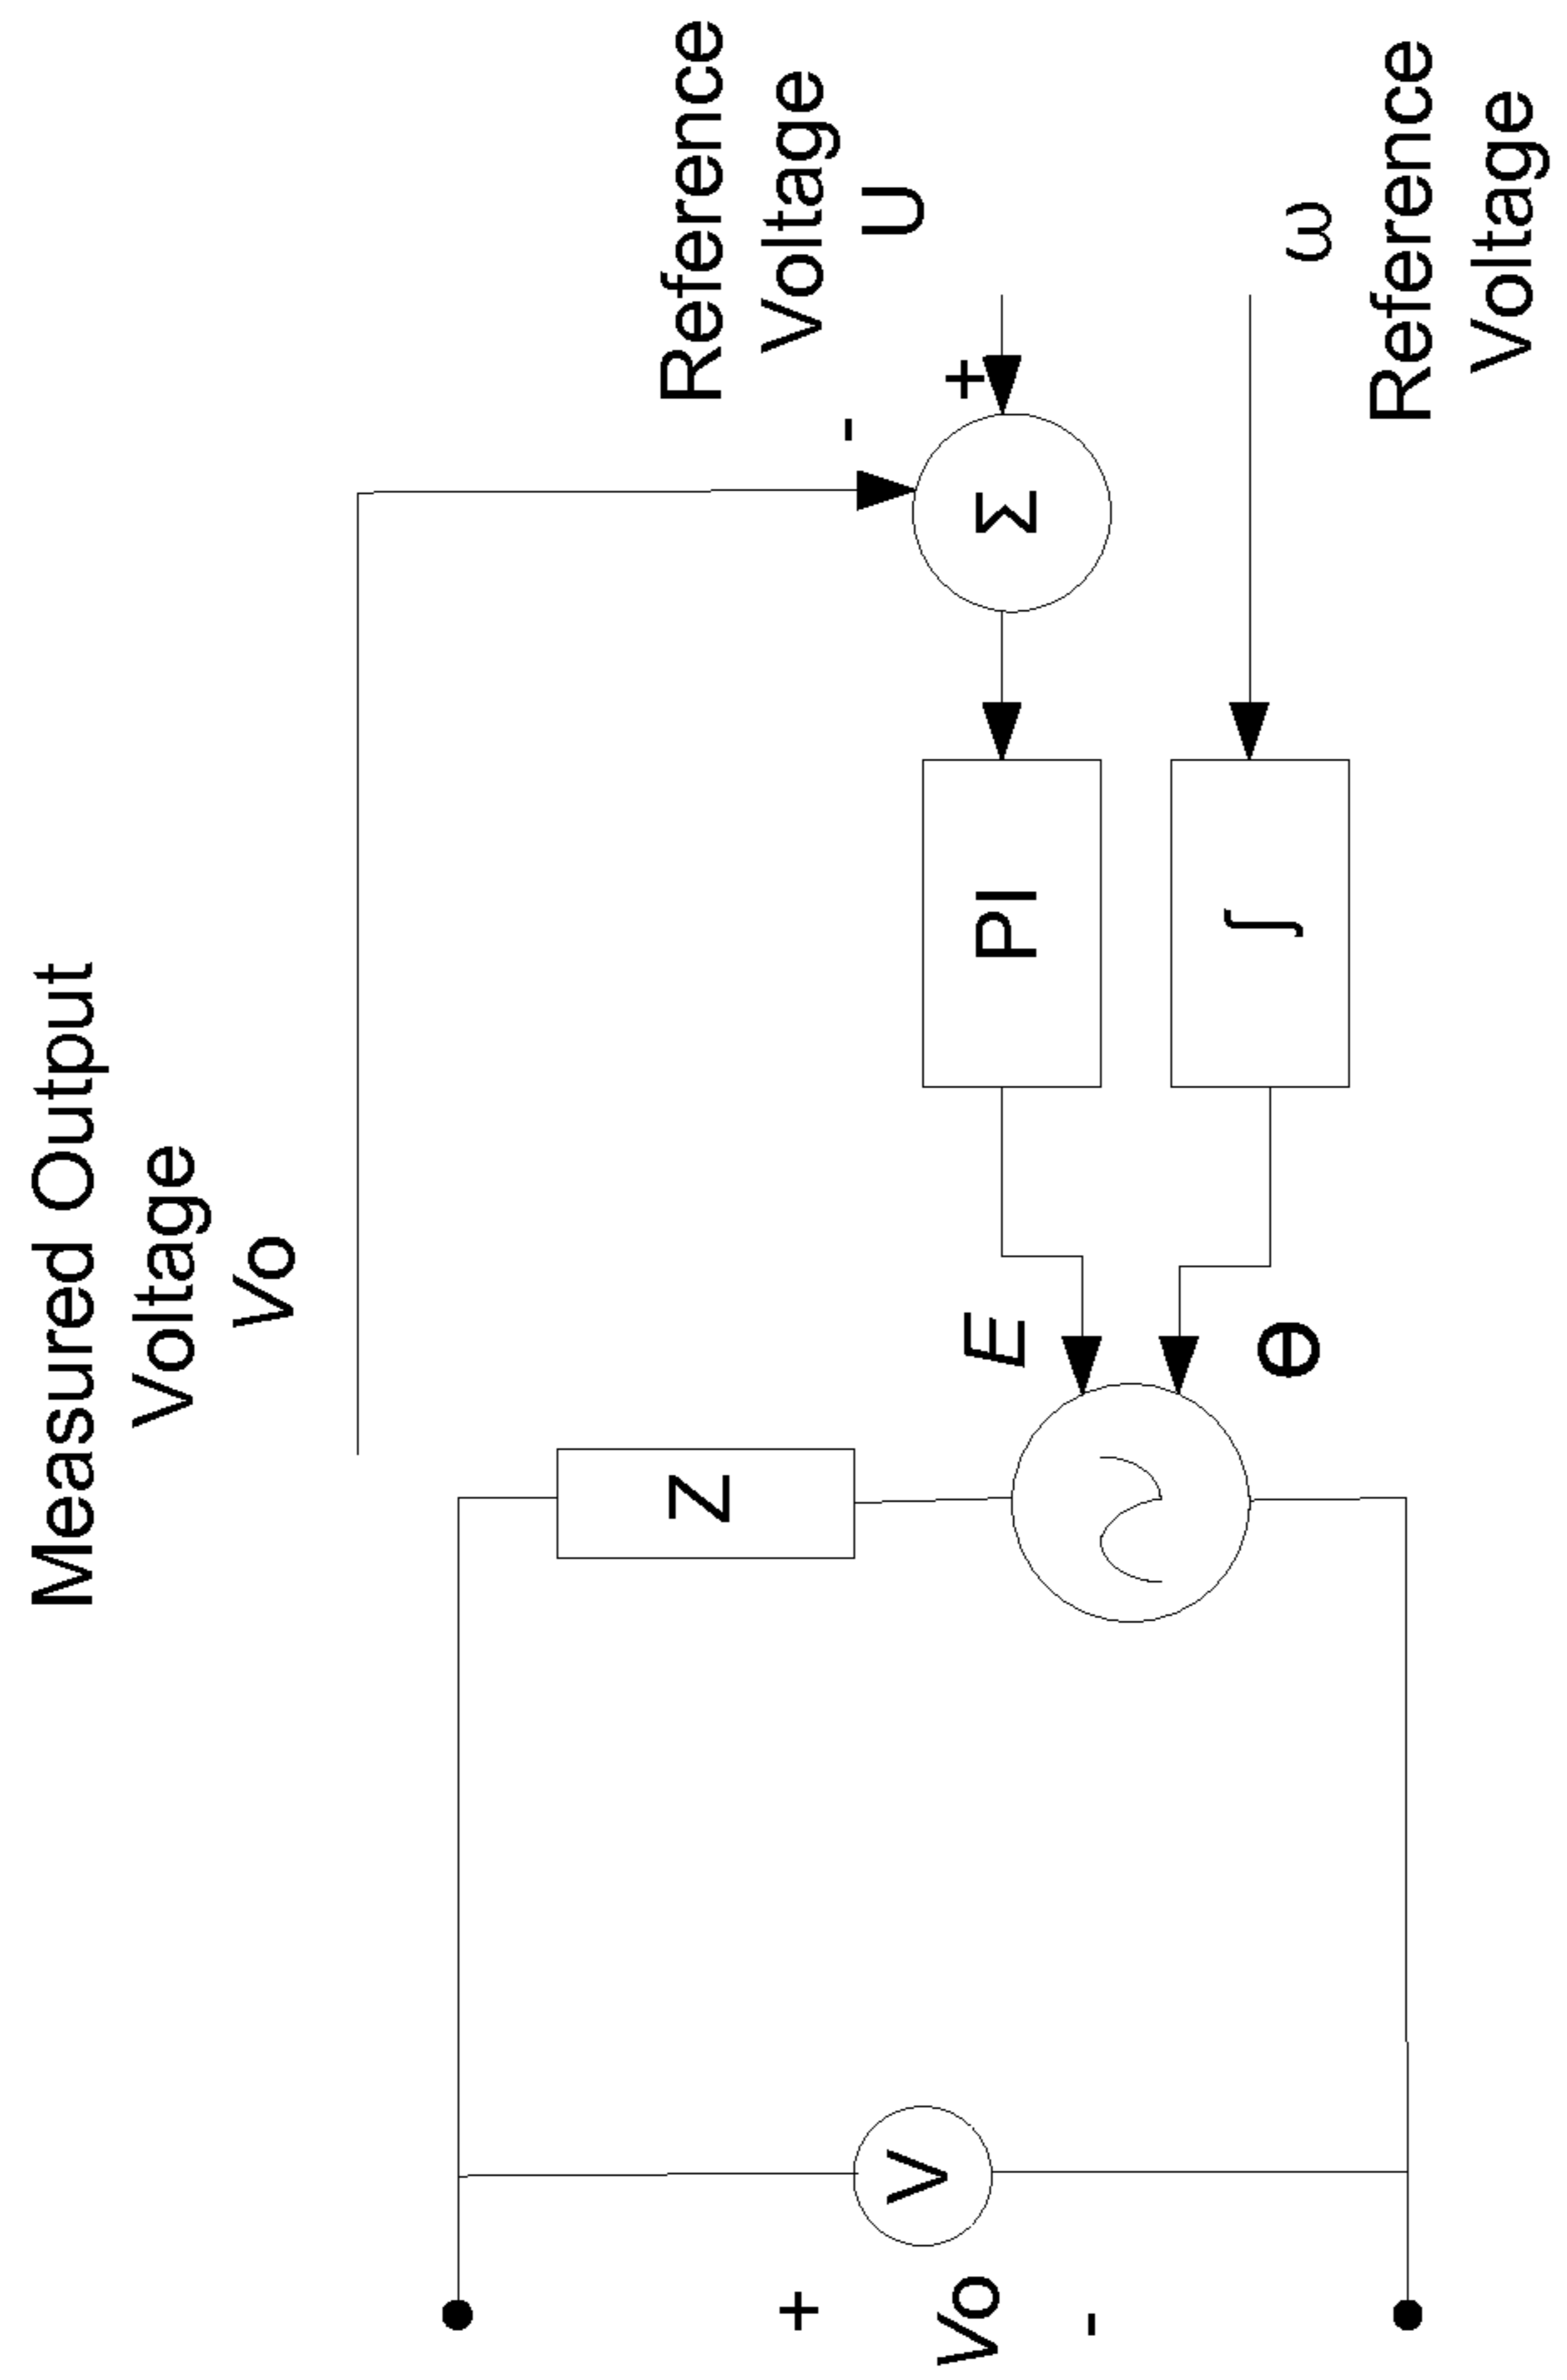 Measured Output
Voltage
Vo
Reference
Voltage
U
Z
-
+
+
V
Vo
-
E
PI
Σ
θ
∫
ω
Reference
Voltage